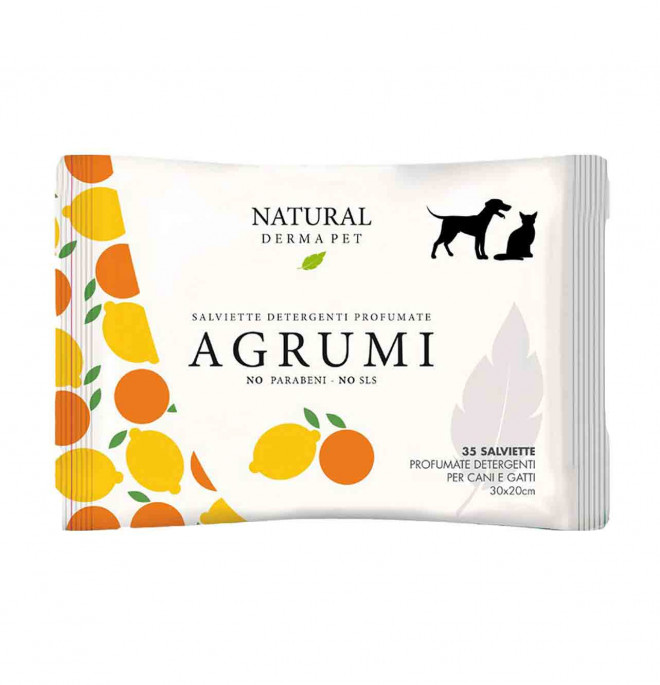 NATURAL
DERMA PET
SALVIETTE DETERGENTI PROFUMATE
AGRUMI
NO PARABENI - NO SLS
35 SALVIETTE
PROFUMATE DETERGENTI
PER CANI E GATTI
30x20cm